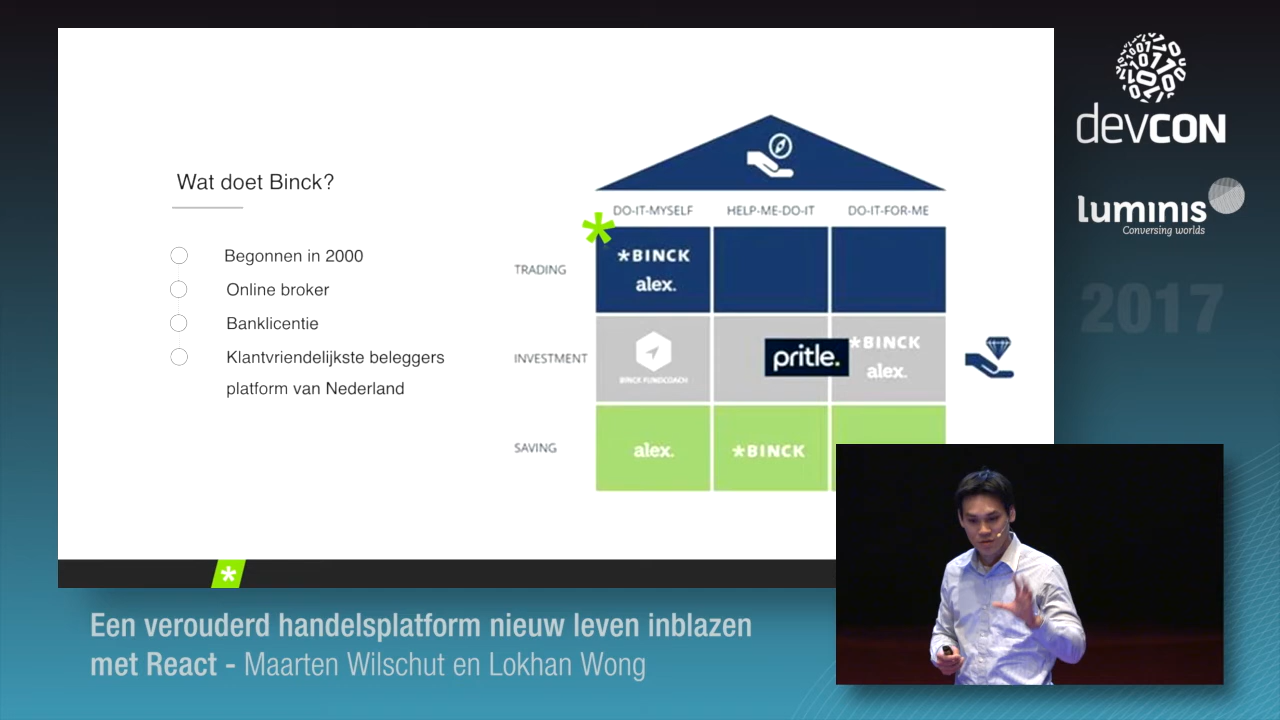 devCON
luminis
Conversing worlds
2017
Wat doet Binck?
Begonnen in 2000
Online broker
Banklicentie
Klantvriendelijkste beleggers
platform van Nederland
DO-IT-MYSELF HELP-ME-DO-IT DO-IT-FOR-ME
TRADING
*BINCK
alex.
INVESTMENT
BINCK FUNDCOACH
pritle.
*BINCK
alex.
SAVING
alex.
*BINCK
*
Een verouderd handelsplatform nieuw leven inblazen
met React - Maarten Wilschut en Lokhan Wong